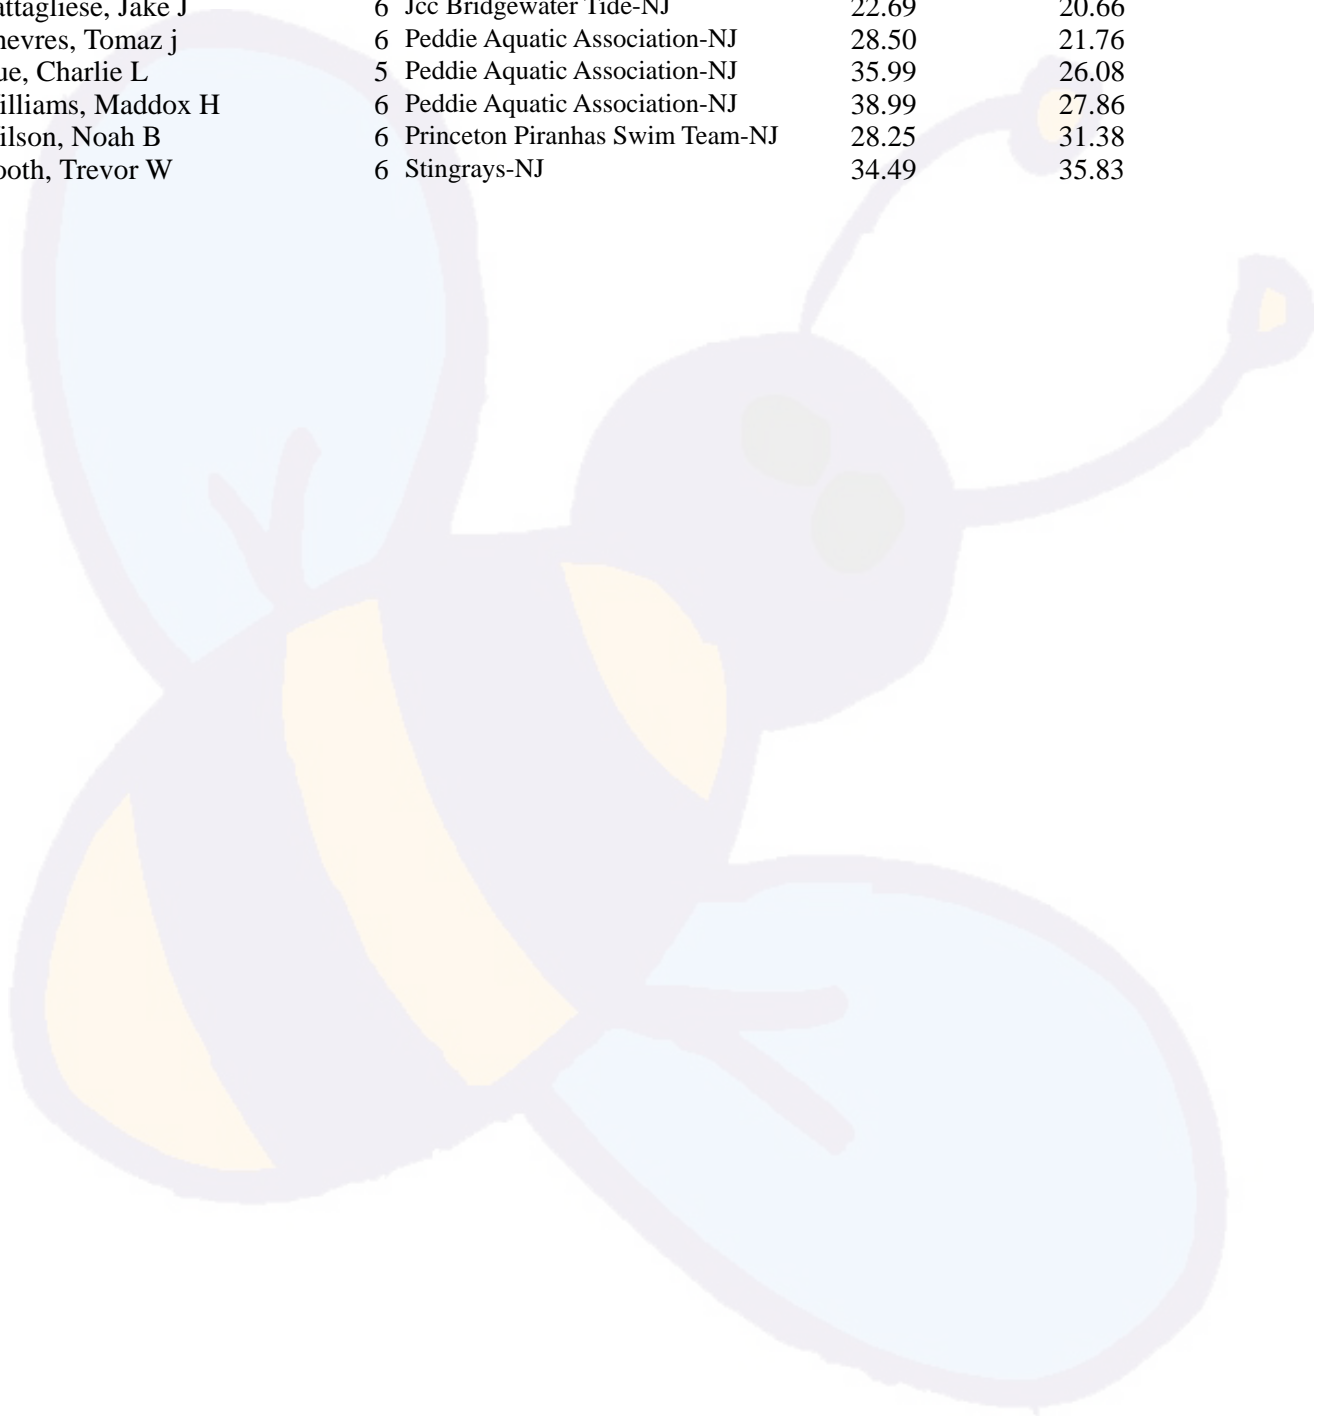 attagliese, Jake J 6 Jcc Bridgewater Tide-NJ 22.69 20.66
hevres, Tomaz j 6 Peddie Aquatic Association-NJ 28.50 21.76
ue, Charlie L 5 Peddie Aquatic Association-NJ 35.99 26.08
illiams, Maddox H 6 Peddie Aquatic Association-NJ 38.99 27.86
ilson, Noah B 6 Princeton Piranhas Swim Team-NJ 28.25 31.38
ooth, Trevor W 6 Stingrays-NJ 34.49 35.83